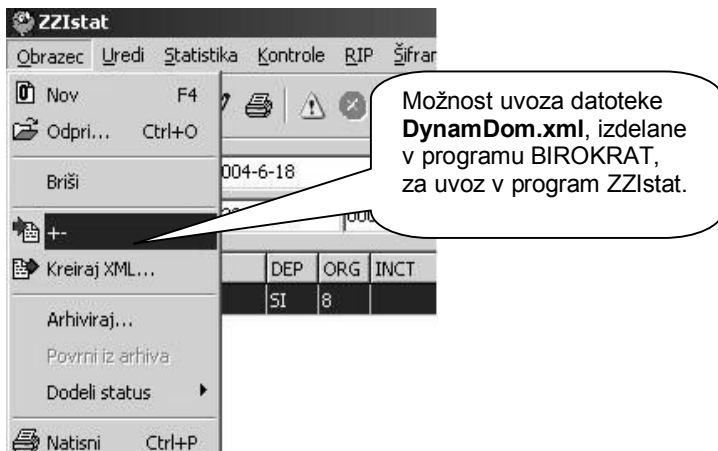 ZZIstat
Obrazec Uredi Statistika Kontrole RIP Šifrar
Nov F4
Odpri... Ctrl+O
Briši
004-6-18
+-
Kreiraj XML...
DEP ORG INCT
SI 8
Arhiviraj...
Povrni iz arhiva
Dodeli status
Natisni Ctrl+P
Možnost uvoza datoteke
DynamDom.xml, izdelane
v programu BIROKRAT,
za uvoz v program ZZIstat.